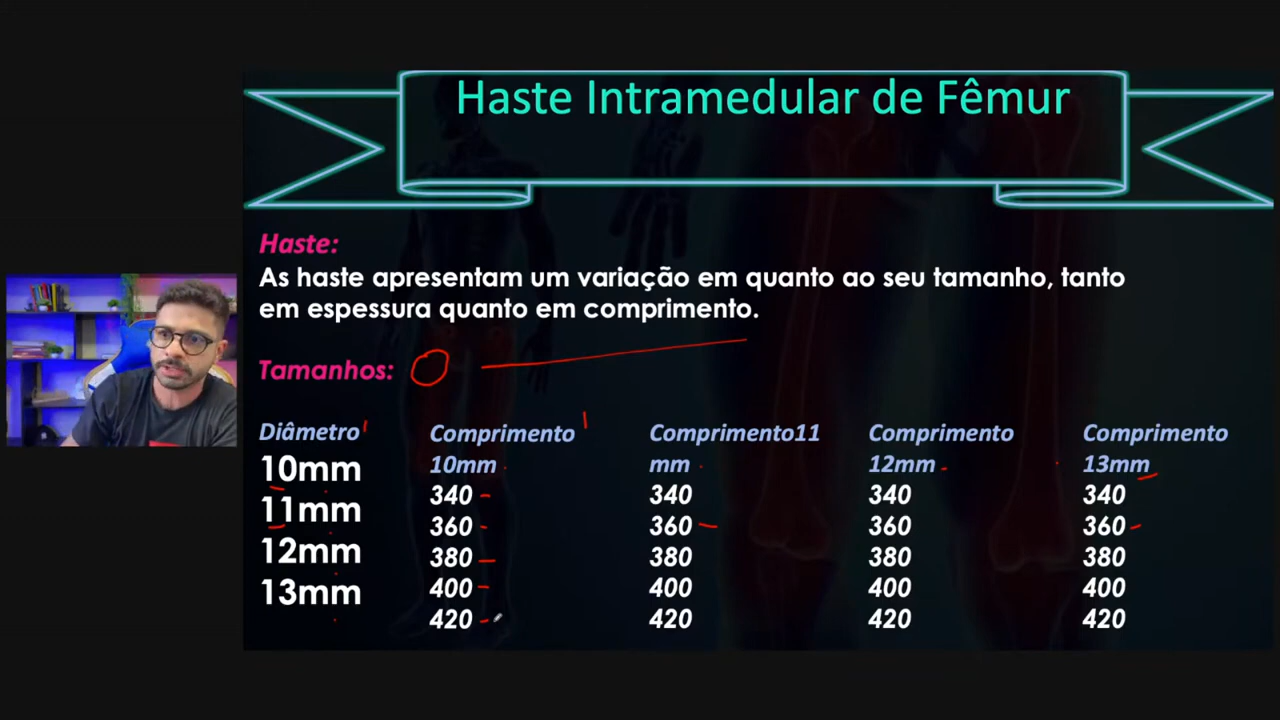 Haste Intramedular de Fêmur
Haste:
As haste apresentam um variação em quanto ao seu tamanho, tanto
em espessura quanto em comprimento.
Tamanhos:
Diâmetro
10mm
11mm
12mm
13mm
Comprimento
10mm
340
360
380
400
420
Comprimento11
mm
340
360
380
400
420
Comprimento
12mm
340
360
380
400
420
Comprimento
13mm
340
360
380
400
420